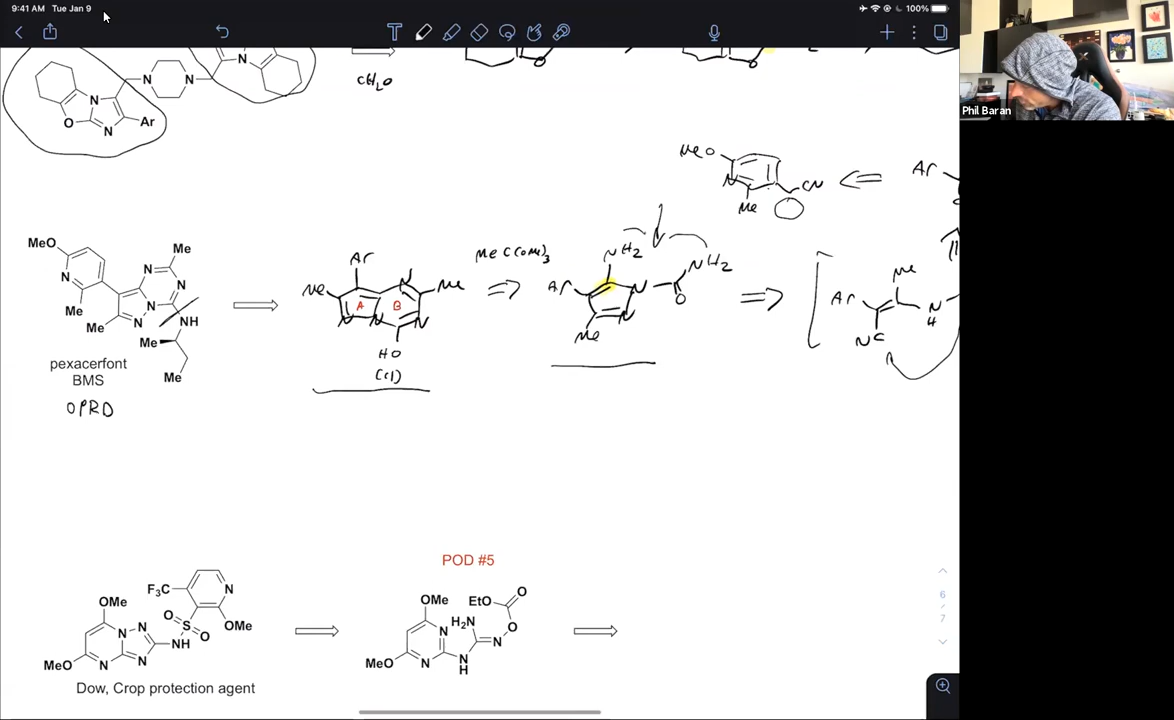 9:41 AM Tue Jan 9
100%
Phil Baran
CH₂O
N
N
N
N
O
N
Ar
O
O
MeO
N
Me
CN
Ar
MeO
N
Me
Me
N
N
N
N
Me
NH
Me
Me
pexacerfont
BMS
OPRD
Ar
Me
N
Me
A
B
N
N
N
HO
(Cl)
MeC(OMe)₃
NH₂
NH₂
Ar
N
O
N
Me
Ar
Me
N
H
NC
6
/
7
POD #5
F₃C
N
OMe
OMe
O
S
O
NH
N
N
N
N
MeO
Dow, Crop protection agent
OMe
EtO
O
O
H₂N
N
N
N
MeO
N
H